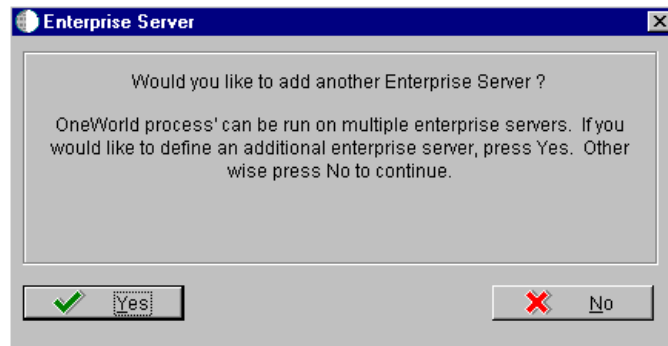 Enterprise Server
Would you like to add another Enterprise Server ?
OneWorld process' can be run on multiple enterprise servers. If you
would like to define an additional enterprise server, press Yes. Other
wise press No to continue.
Yes
No